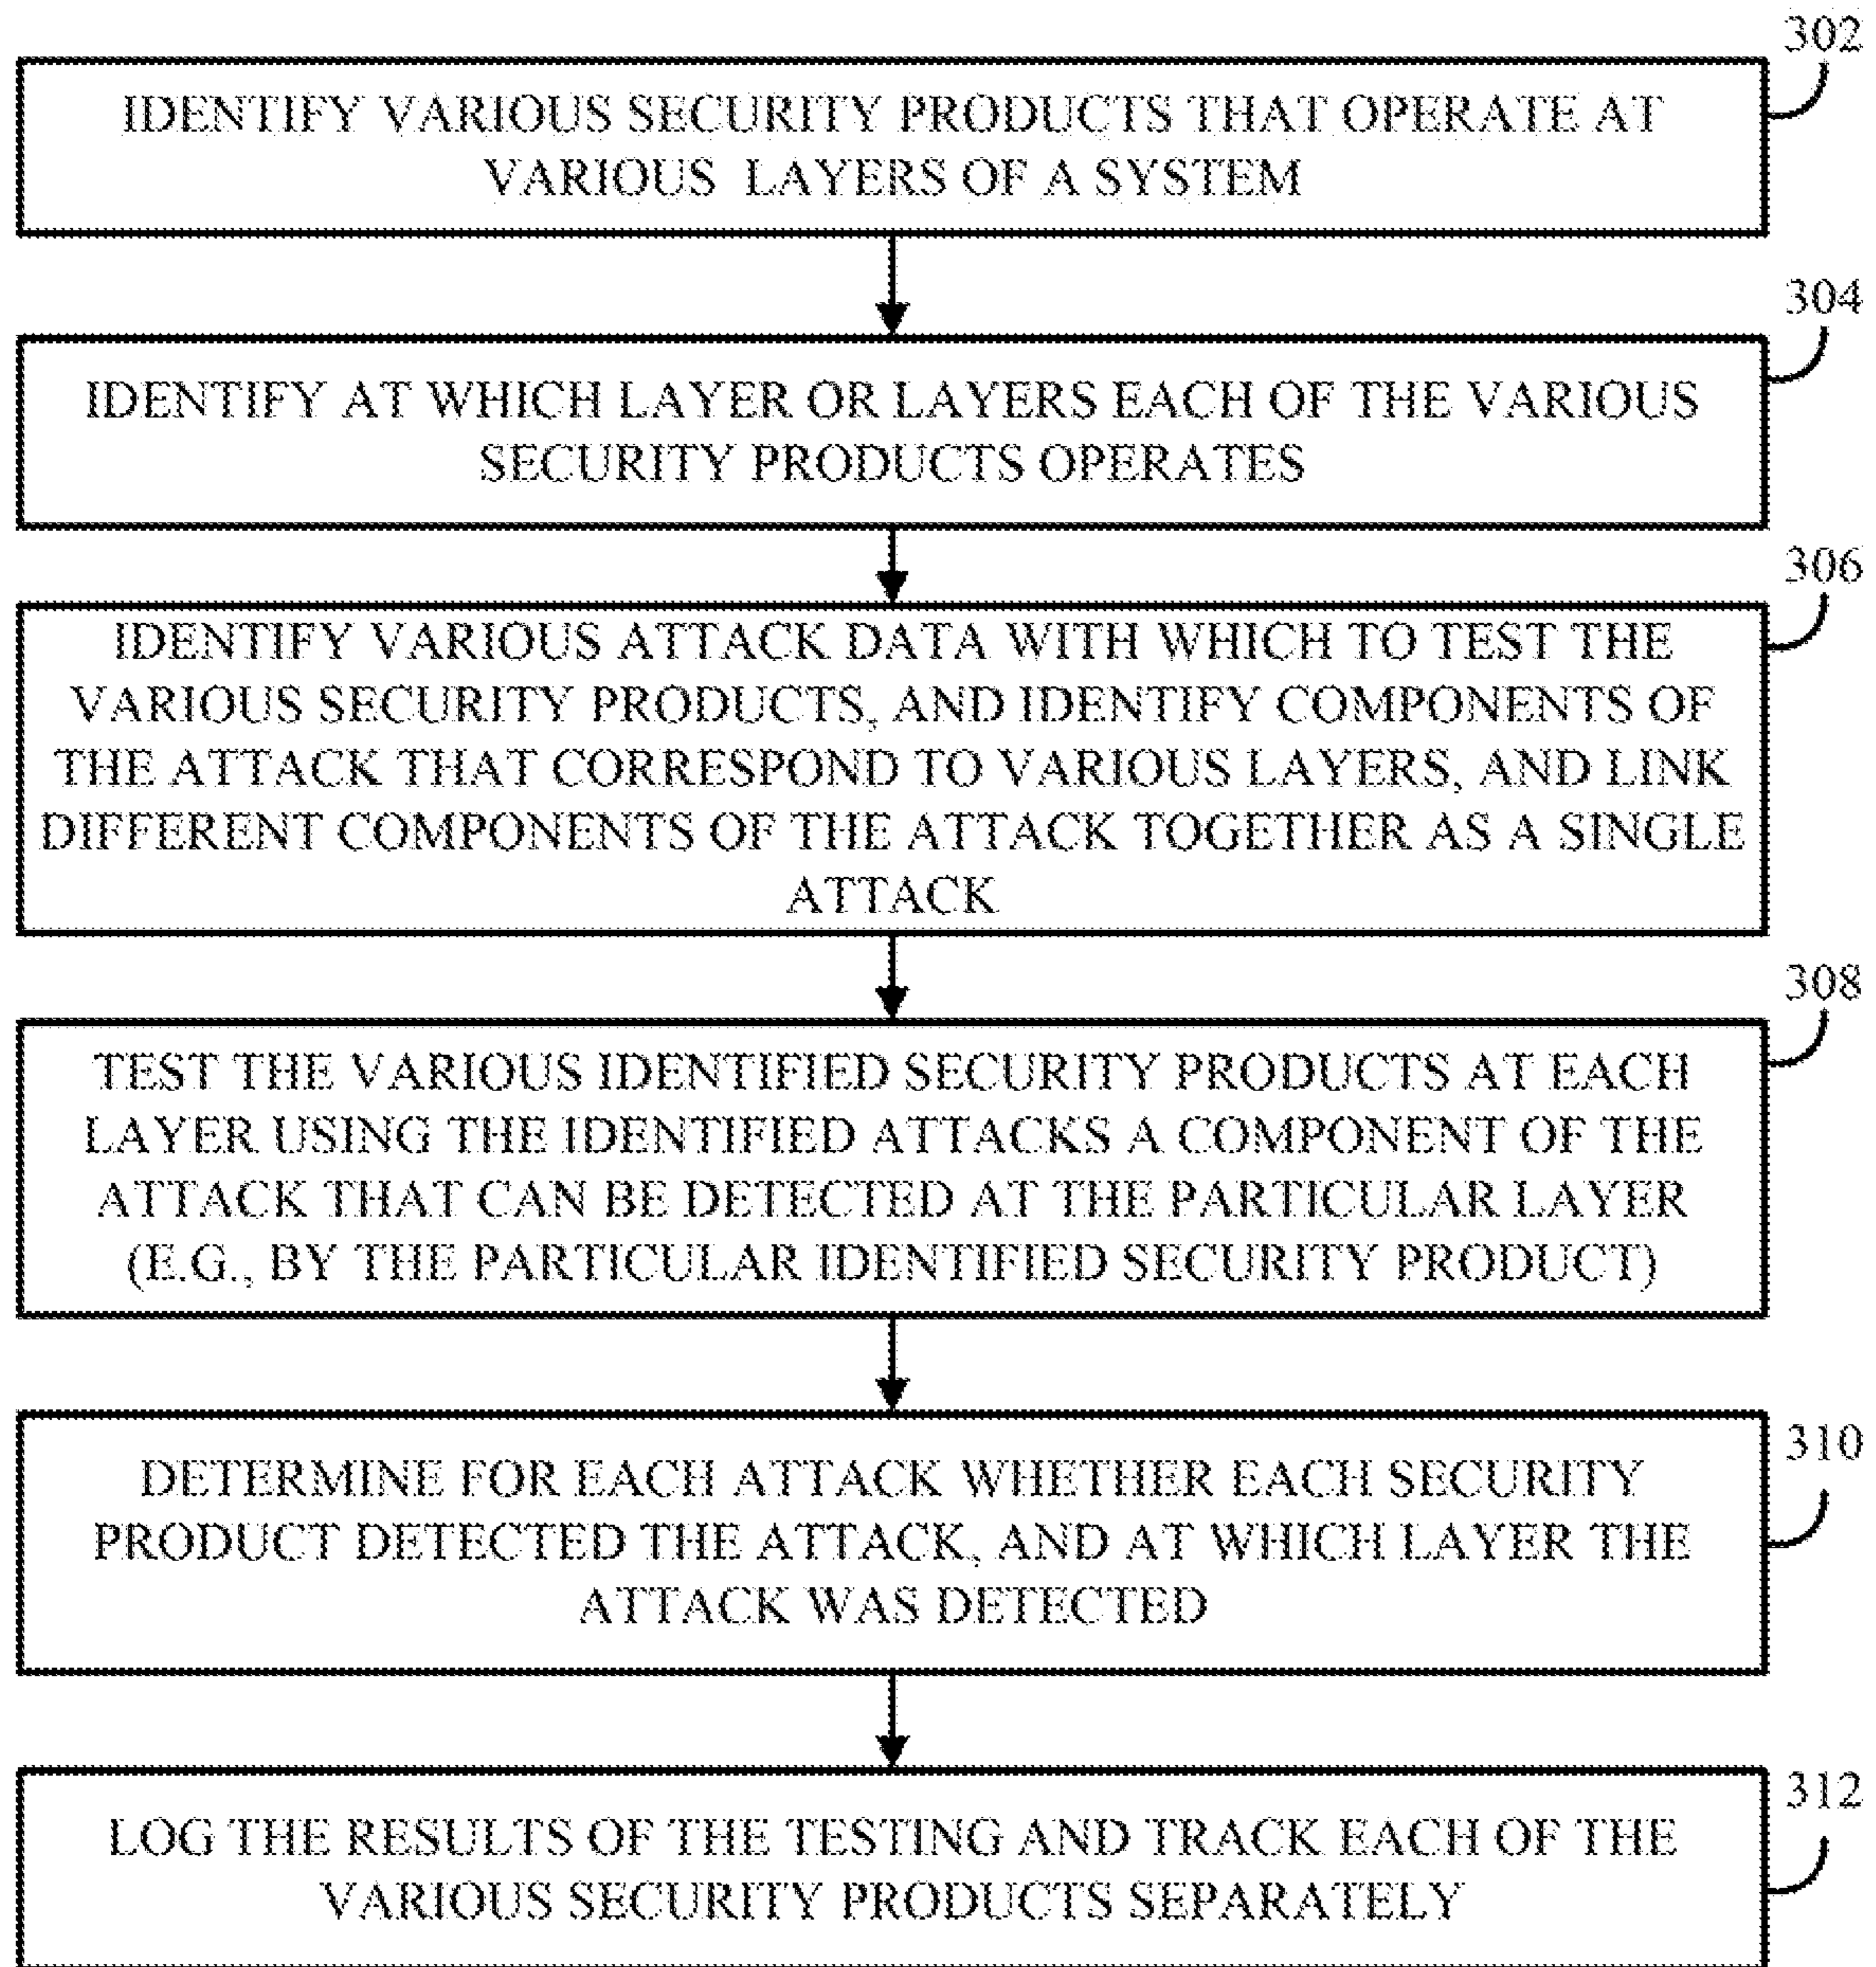 302
IDENTIFY VARIOUS SECURITY PRODUCTS THAT OPERATE AT
VARIOUS LAYERS OF A SYSTEM
304
IDENTIFY AT WHICH LAYER OR LAYERS EACH OF THE VARIOUS
SECURITY PRODUCTS OPERATES
306
IDENTIFY VARIOUS ATTACK DATA WITH WHICH TO TEST THE
VARIOUS SECURITY PRODUCTS, AND IDENTIFY COMPONENTS OF
THE ATTACK THAT CORRESPOND TO VARIOUS LAYERS, AND LINK
DIFFERENT COMPONENTS OF THE ATTACK TOGETHER AS A SINGLE
ATTACK
308
TEST THE VARIOUS IDENTIFIED SECURITY PRODUCTS AT EACH
LAYER USING THE IDENTIFIED ATTACKS A COMPONENT OF THE
ATTACK THAT CAN BE DETECTED AT THE PARTICULAR LAYER
(E.G., BY THE PARTICULAR IDENTIFIED SECURITY PRODUCT)
310
DETERMINE FOR EACH ATTACK WHETHER EACH SECURITY
PRODUCT DETECTED THE ATTACK, AND AT WHICH LAYER THE
ATTACK WAS DETECTED
312
LOG THE RESULTS OF THE TESTING AND TRACK EACH OF THE
VARIOUS SECURITY PRODUCTS SEPARATELY